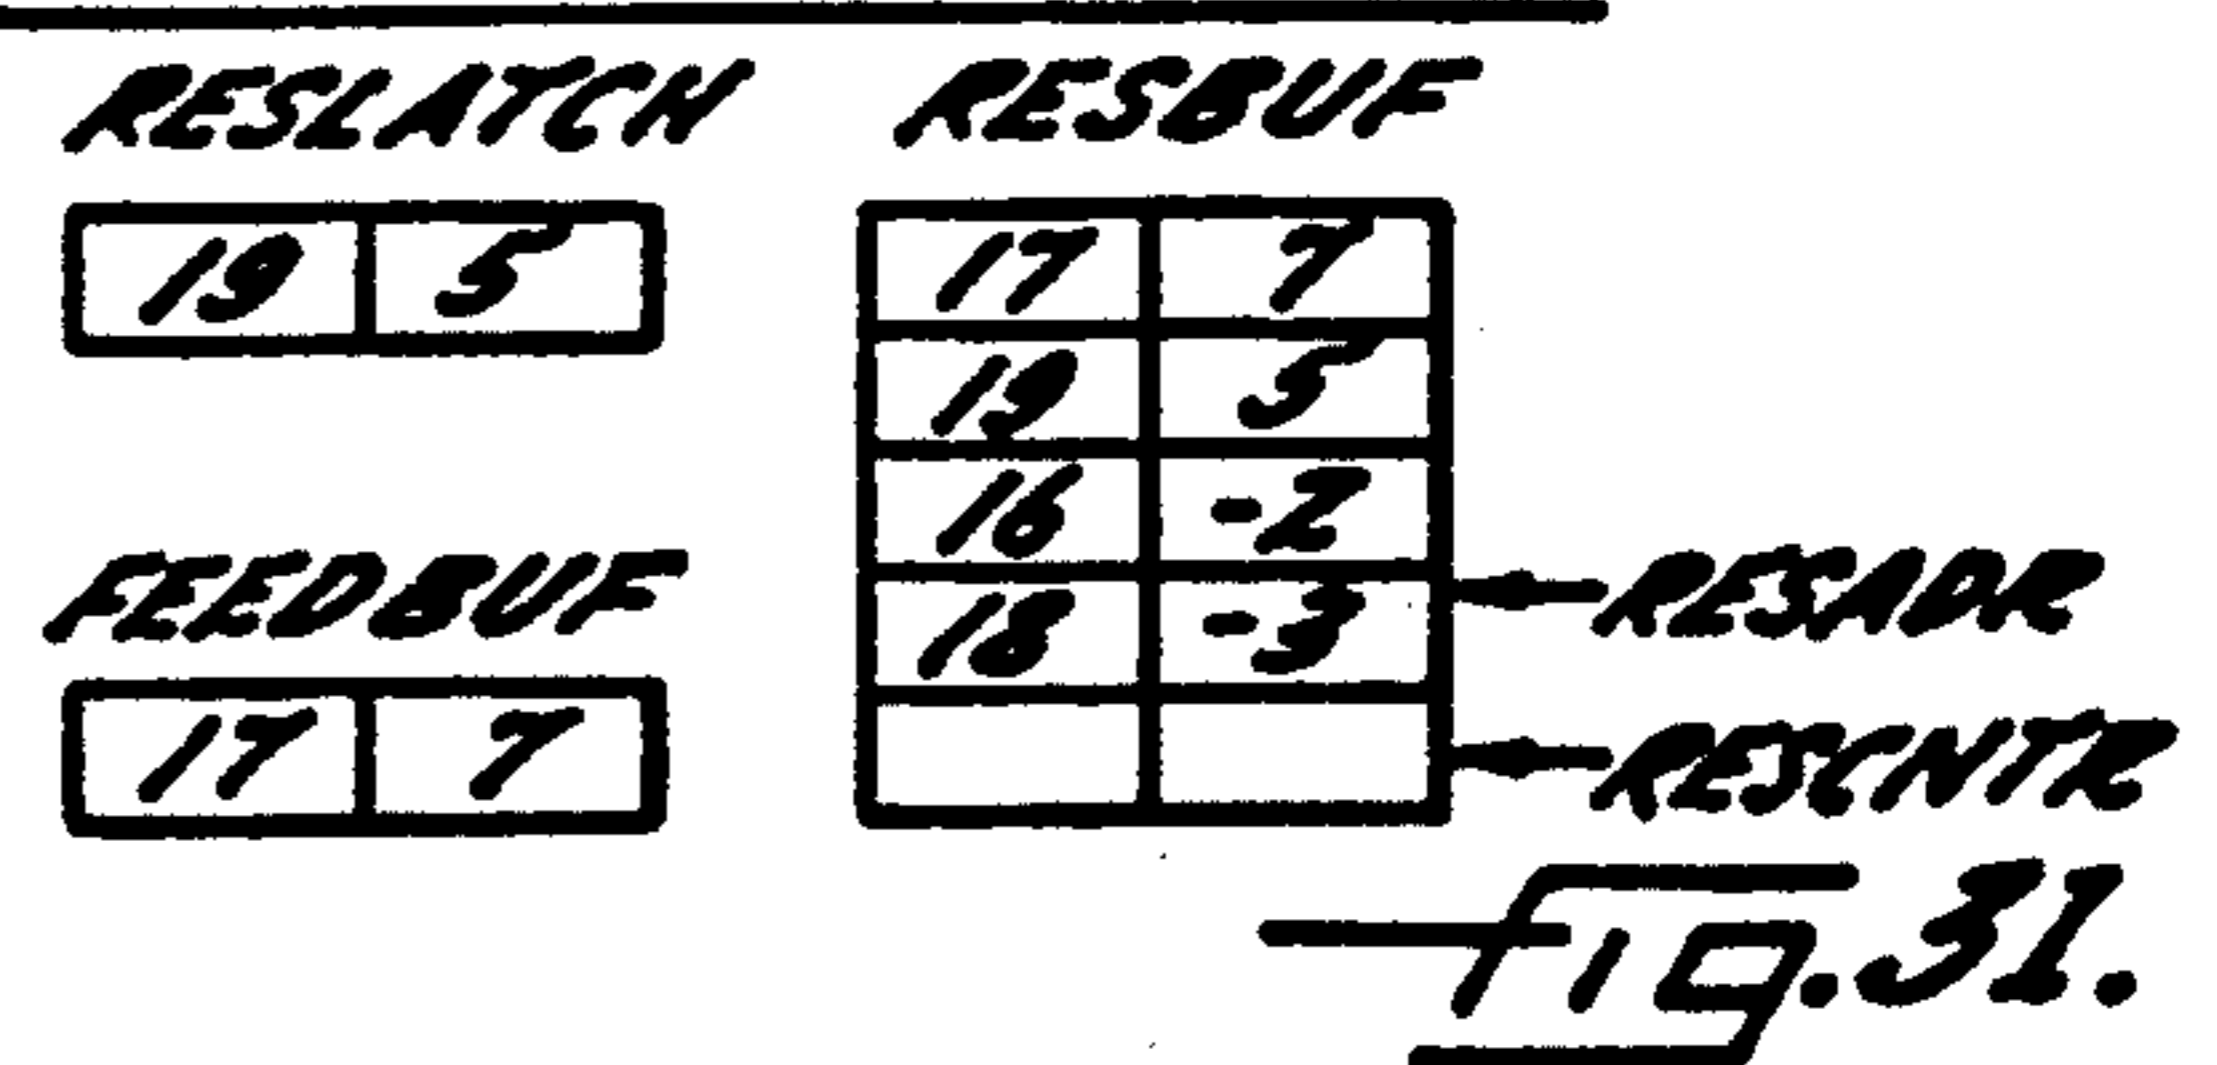 RESLATCH RESBUF
19 5
17 7
19 5
16 -2
18 -3
RESADR
FEEDBUF
17 7
RESCNTR
Fig. 31.